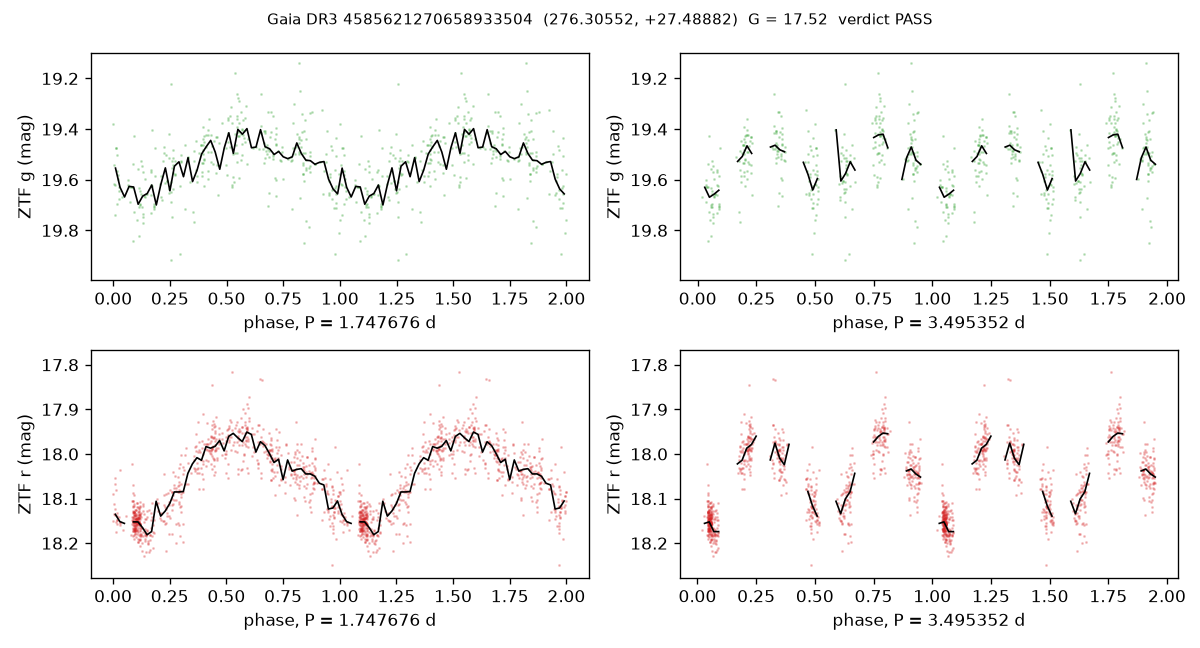 Gaia DR3 4585621270658933504 (276.30552, +27.48882) G = 17.52 verdict PASS
ZTF g (mag)
19.2
19.4
19.6
19.8
0.00 0.25 0.50 0.75 1.00 1.25 1.50 1.75 2.00
phase, P = 1.747676 d
ZTF g (mag)
19.2
19.4
19.6
19.8
0.00 0.25 0.50 0.75 1.00 1.25 1.50 1.75 2.00
phase, P = 3.495352 d
ZTF r (mag)
17.8
17.9
18.0
18.1
18.2
0.00 0.25 0.50 0.75 1.00 1.25 1.50 1.75 2.00
phase, P = 1.747676 d
ZTF r (mag)
17.8
17.9
18.0
18.1
18.2
0.00 0.25 0.50 0.75 1.00 1.25 1.50 1.75 2.00
phase, P = 3.495352 d